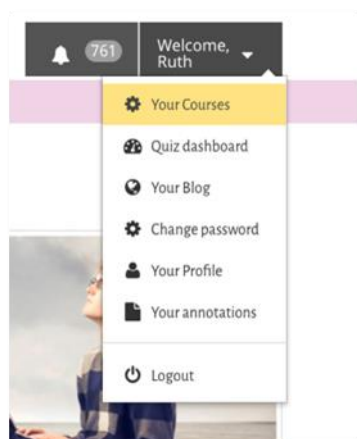 761
Welcome,
Ruth
Your Courses
Quiz dashboard
Your Blog
Change password
Your Profile
Your annotations
Logout